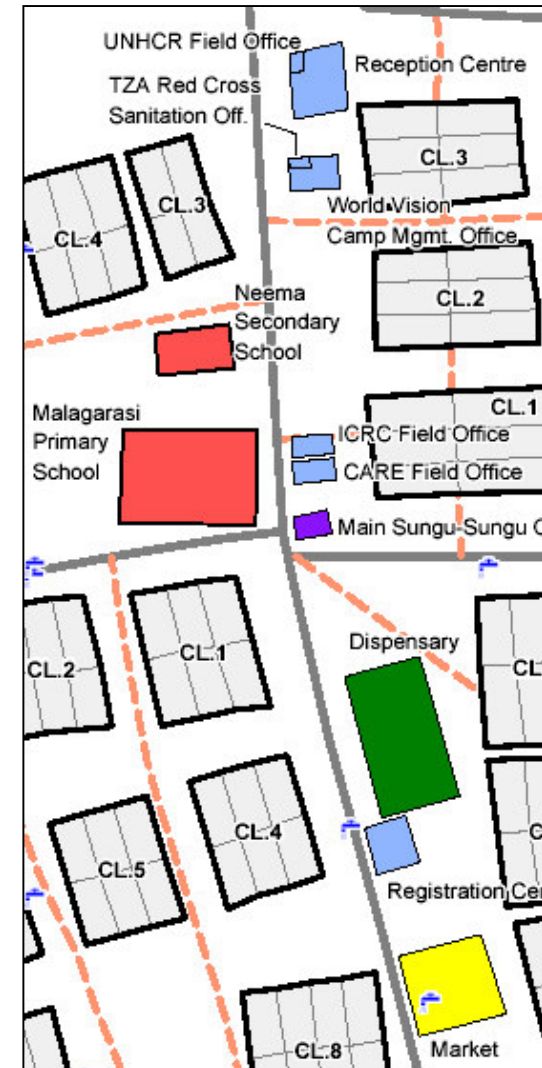 UNHCR Field Office
Reception Centre
TZA Red Cross
Sanitation Off.
CL.3
CL.3
World Vision
CL.4
Camp Mgmt. Office
Neema
CL.2
Secondary
School
CL.1
Malagarasi
Primary
School
ICRC Field Office
CARE Field Office
Main Sungu-Sungu
Dispensary
CL.1
CL.2
CL.4
CL.5
Registration
CL.8
Market